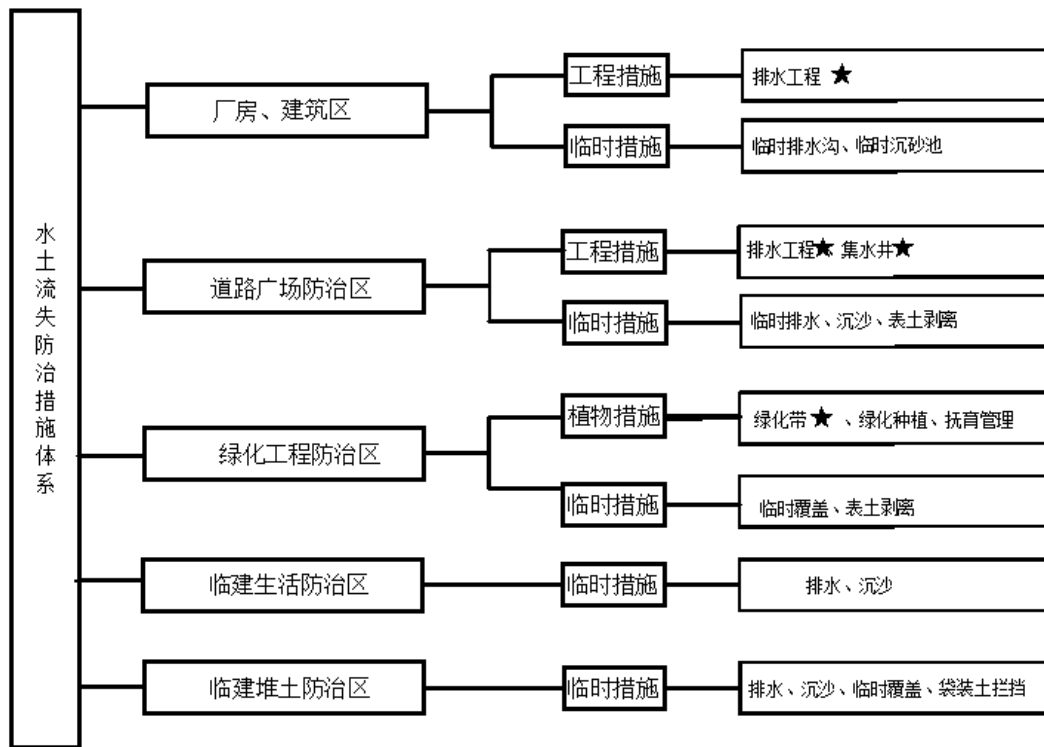 水土流失防治措施体系
厂房、建筑区
工程措施
排水工程 ★
临时措施
临时排水沟、临时沉砂池
道路广场防治区
工程措施
排水工程★ 集水井★
临时措施
临时排水、沉沙、表土剥离
绿化工程防治区
植物措施
绿化带★ 、绿化种植、抚育管理
临时措施
临时覆盖、表土剥离
临建生活防治区
临时措施
排水、沉沙
临建堆土防治区
临时措施
排水、沉沙、临时覆盖、袋装土拦挡